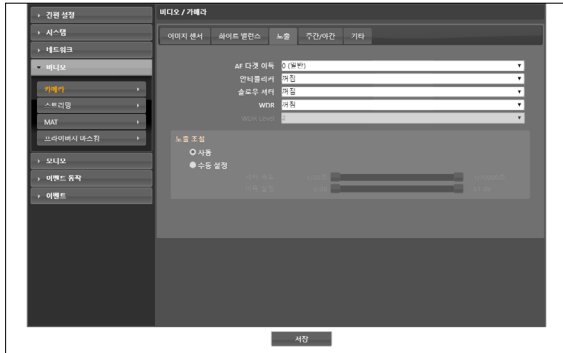 간편 설정
시스템
네트워크
비디오
카메라
스트리밍
MAT
프라이버시 마스킹
오디오
이벤트 동작
이벤트
비디오 / 카메라
이미지 센서 화이트 밸런스 노출 주간/야간 기타
AE 타겟 이득 0 (일반)
안티플리커 꺼짐
슬로우 셔터 꺼짐
WDR 꺼짐
WDR Level 2
노출 조절
자동
수동 설정
저장